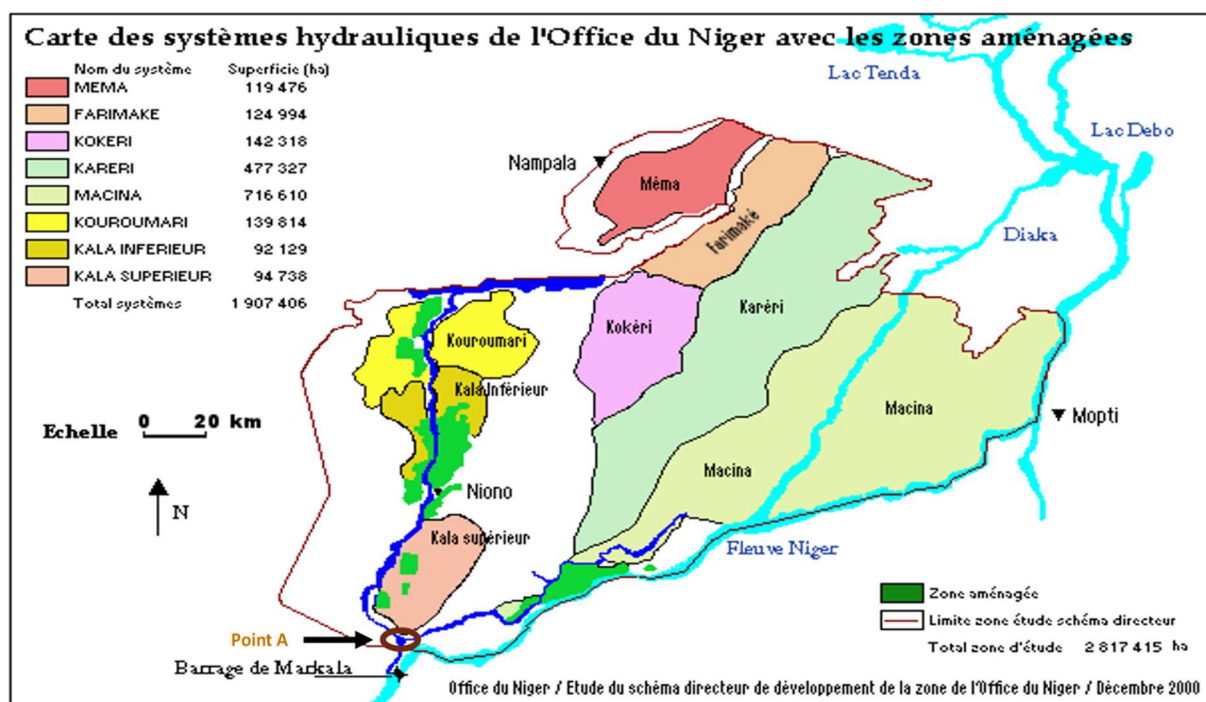 Carte des systèmes hydrauliques de l'Office du Niger avec les zones aménagées
Nom du système Superficie (ha)
MEMA 119 476
FARIMAKE 124 994
KOKERI 142 318
KARERI 477 327
MACINA 716 610
KOUROUMARI 139 814
KALA INFERIEUR 92 129
KALA SUPERIEUR 94 738
Total systèmes 1 907 406
Lac Tenda
Lac Debo
Nampala
Méma
Farimaké
Diaka
Karéri
Kokéri
Kouroumari
Kala Inférieur
Macina
Mopti
Echelle 0 20 km
Macina
N
Niono
Kala supérieur
Fleuve Niger
Zone aménagée
Limite zone étude schéma directeur
Total zone d'étude 2 817 415 ha
Point A
Barrage de Markala
Office du Niger / Etude du schéma directeur de développement de la zone de l'Office du Niger / Décembre 2000